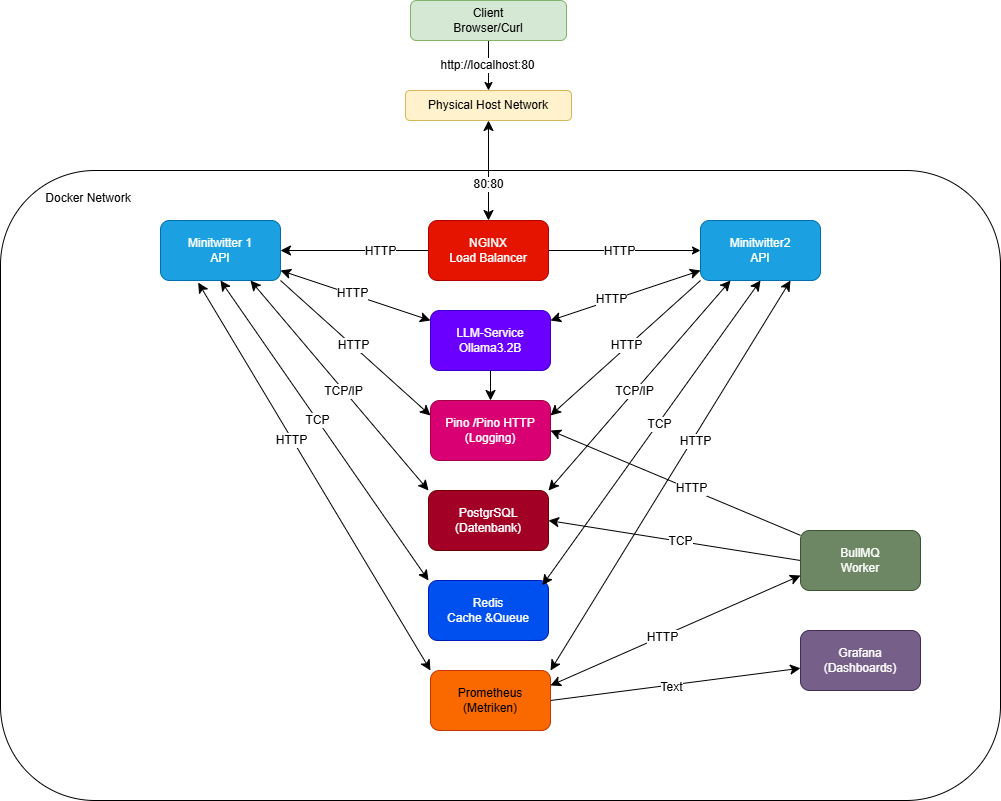 Client
Browser/Curl
http://localhost:80
Physical Host Network
80:80
Docker Network
Minitwitter 1
API
HTTP
NGINX
Load Balancer
HTTP
Minitwitter2
API
HTTP
HTTP
LLM-Service
Ollama3.2B
HTTP
HTTP
TCP/IP
TCP/IP
Pino /Pino HTTP
(Logging)
TCP
TCP
HTTP
HTTP
HTTP
PostgrSQL
(Datenbank)
TCP
BullMQ
Worker
Redis
Cache &Queue
HTTP
Grafana
(Dashboards)
Text
Prometheus
(Metriken)